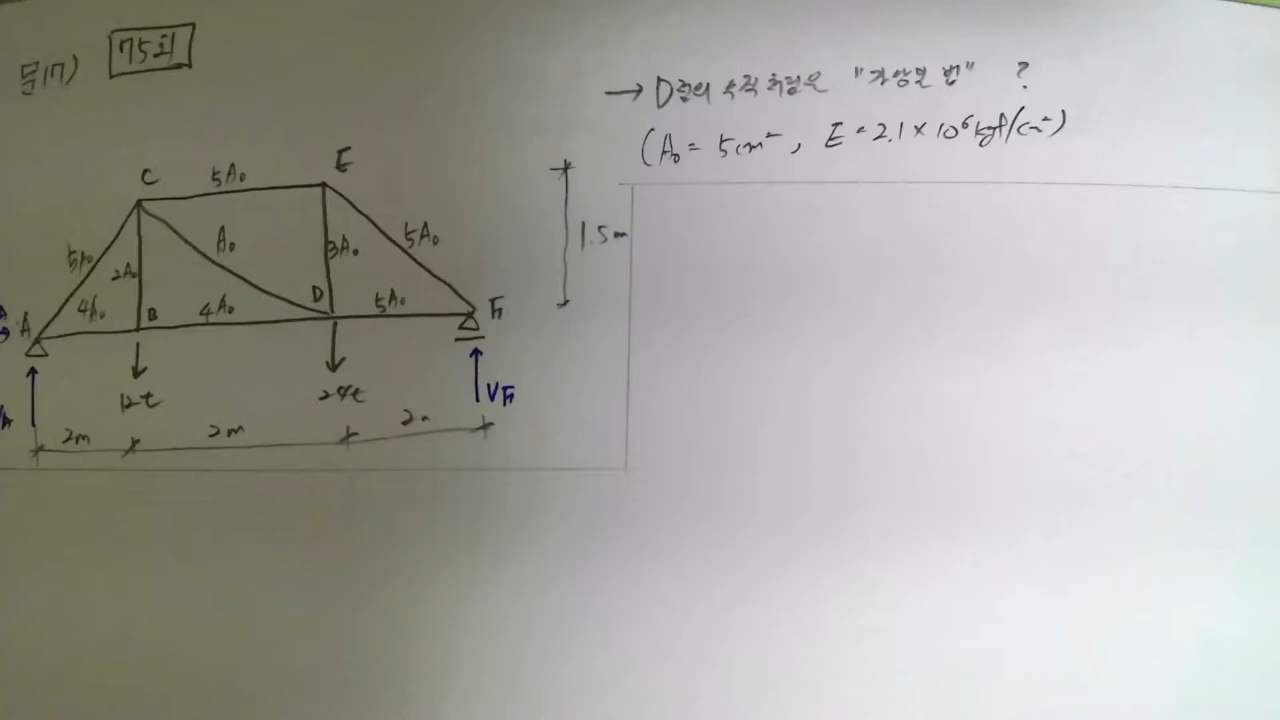 문17) 75회
→ D점의 수직처짐은 "가상일법" ?
(A₀ = 5cm², E = 2.1 × 10⁶ kgf/cm²)
C 5A₀ E
5A₀ 2A₀ A₀ 3A₀ 5A₀ 1.5m
A 4A₀ B 4A₀ D 5A₀ F
12t 24t VF
2m 2m 2m